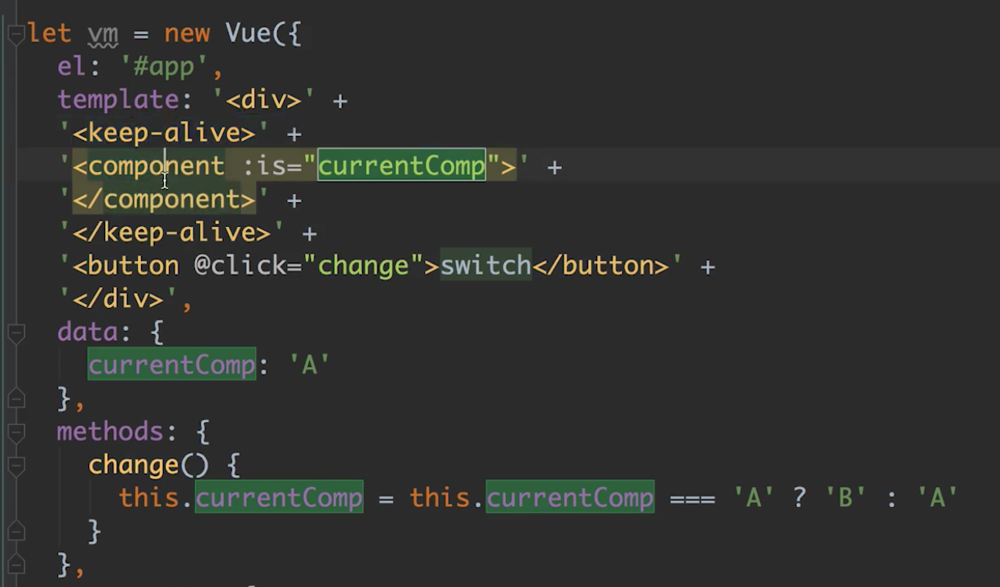 let vm = new Vue({
el: '#app',
template: '<div>' +
'<keep-alive>' +
'<component :is="currentComp">' +
'</component>' +
'</keep-alive>' +
'<button @click="change">switch</button>' +
'</div>',
data: {
currentComp: 'A'
},
methods: {
change() {
this.currentComp = this.currentComp === 'A' ? 'B' : 'A'
}
},